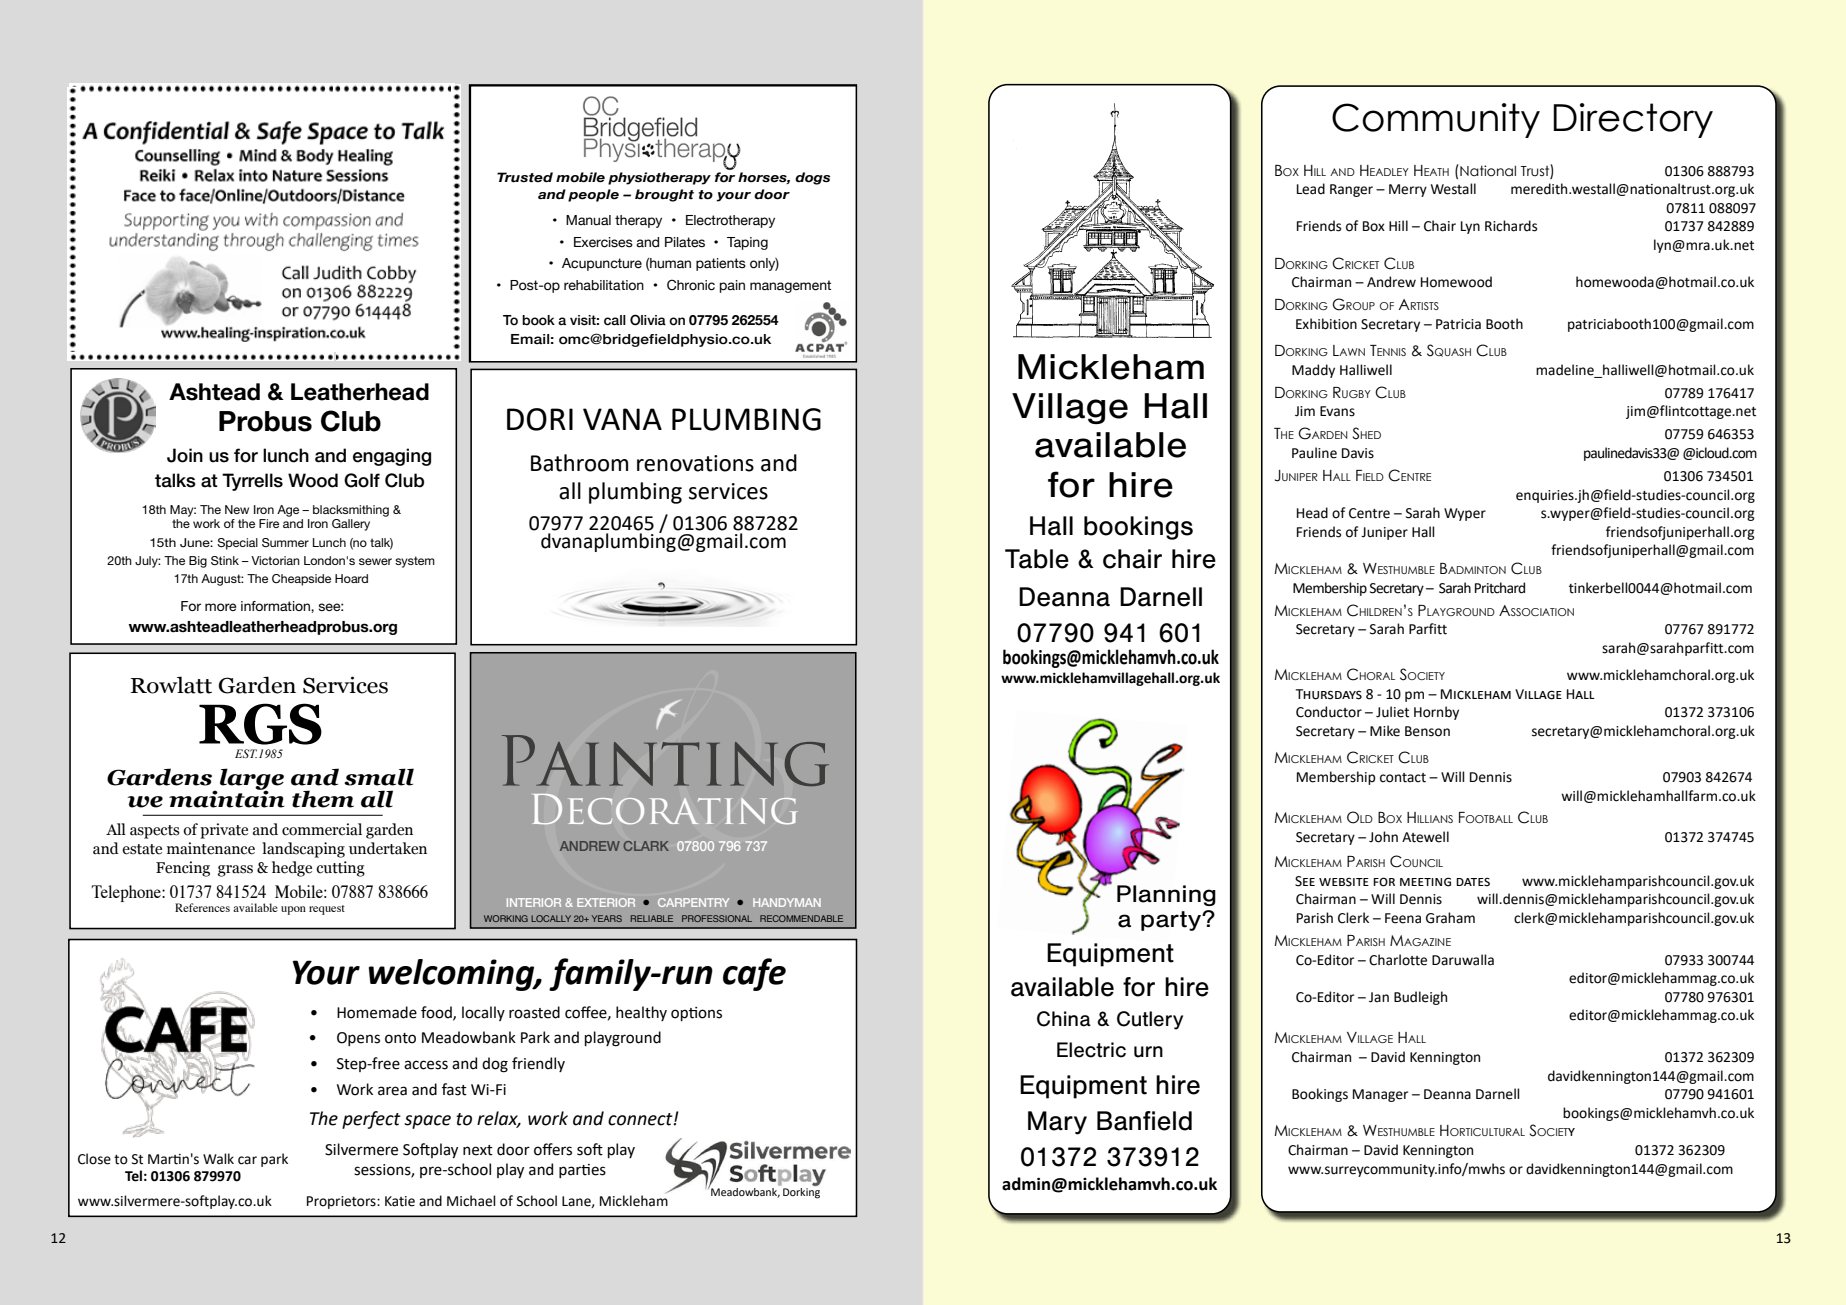 A Confidential & Safe Space to Talk
Counselling • Mind & Body Healing
Reiki • Relax into Nature Sessions
Face to face/Online/Outdoors/Distance
Supporting you with compassion and
understanding through challenging times
Call Judith Cobby
on 01306 882229
or 07790 614448
www.healing-inspiration.co.uk
OC
Bridgefield
Physiotherapy
Trusted mobile physiotherapy for horses, dogs
and people – brought to your door
• Manual therapy • Electrotherapy
• Exercises and Pilates • Taping
• Acupuncture (human patients only)
• Post-op rehabilitation • Chronic pain management
To book a visit: call Olivia on 07795 262554
Email: omc@bridgefieldphysio.co.uk
ACPAT
Established 1985
PROBUS
Ashtead & Leatherhead
Probus Club
Join us for lunch and engaging
talks at Tyrrells Wood Golf Club
18th May: The New Iron Age – blacksmithing &
the work of the Fire and Iron Gallery
15th June: Special Summer Lunch (no talk)
20th July: The Big Stink – Victorian London's sewer system
17th August: The Cheapside Hoard
For more information, see:
www.ashteadleatherheadprobus.org
DORI VANA PLUMBING
Bathroom renovations and
all plumbing services
07977 220465 / 01306 887282
dvanaplumbing@gmail.com
Rowlatt Garden Services
RGS
EST.1985
Gardens large and small
we maintain them all
All aspects of private and commercial garden
and estate maintenance landscaping undertaken
Fencing grass & hedge cutting
Telephone: 01737 841524 Mobile: 07887 838666
References available upon request
&
PAINTING
DECORATING
ANDREW CLARK 07800 796 737
INTERIOR & EXTERIOR • CARPENTRY • HANDYMAN
WORKING LOCALLY 20+ YEARS RELIABLE PROFESSIONAL RECOMMENDABLE
CAFE
Connect
Close to St Martin's Walk car park
Tel: 01306 879970
www.silvermere-softplay.co.uk
Your welcoming, family-run cafe
• Homemade food, locally roasted coffee, healthy options
• Opens onto Meadowbank Park and playground
• Step-free access and dog friendly
• Work area and fast Wi-Fi
The perfect space to relax, work and connect!
Silvermere Softplay next door offers soft play
sessions, pre-school play and parties
Proprietors: Katie and Michael of School Lane, Mickleham
Silvermere
Softplay
Meadowbank, Dorking
12
Mickleham
Village Hall
available
for hire
Hall bookings
Table & chair hire
Deanna Darnell
07790 941 601
bookings@micklehamvh.co.uk
www.micklehamvillagehall.org.uk
Planning
a party?
Equipment
available for hire
China & Cutlery
Electric urn
Equipment hire
Mary Banfield
01372 373912
admin@micklehamvh.co.uk
Community Directory
BOX HILL AND HEADLEY HEATH (National Trust) 01306 888793
Lead Ranger – Merry Westall meredith.westall@nationaltrust.org.uk
07811 088097
Friends of Box Hill – Chair Lyn Richards 01737 842889
lyn@mra.uk.net
DORKING CRICKET CLUB
Chairman – Andrew Homewood homewooda@hotmail.co.uk
DORKING GROUP OF ARTISTS
Exhibition Secretary – Patricia Booth patriciabooth100@gmail.com
DORKING LAWN TENNIS & SQUASH CLUB
Maddy Halliwell madeline_halliwell@hotmail.co.uk
DORKING RUGBY CLUB 07789 176417
Jim Evans jim@flintcottage.net
THE GARDEN SHED 07759 646353
Pauline Davis paulinedavis33@ @icloud.com
JUNIPER HALL FIELD CENTRE 01306 734501
enquiries.jh@field-studies-council.org
Head of Centre – Sarah Wyper s.wyper@field-studies-council.org
Friends of Juniper Hall friendsofjuniperhall.org
friendsofjuniperhall@gmail.com
MICKLEHAM & WESTHUMBLE BADMINTON CLUB
Membership Secretary – Sarah Pritchard tinkerbell0044@hotmail.com
MICKLEHAM CHILDREN'S PLAYGROUND ASSOCIATION
Secretary – Sarah Parfitt 07767 891772
sarah@sarahparfitt.com
MICKLEHAM CHORAL SOCIETY www.micklehamchoral.org.uk
THURSDAYS 8 - 10 pm – MICKLEHAM VILLAGE HALL
Conductor – Juliet Hornby 01372 373106
Secretary – Mike Benson secretary@micklehamchoral.org.uk
MICKLEHAM CRICKET CLUB
Membership contact – Will Dennis 07903 842674
will@micklehamhallfarm.co.uk
MICKLEHAM OLD BOX HILLIANS FOOTBALL CLUB
Secretary – John Atewell 01372 374745
MICKLEHAM PARISH COUNCIL
SEE WEBSITE FOR MEETING DATES www.micklehamparishcouncil.gov.uk
Chairman – Will Dennis will.dennis@micklehamparishcouncil.gov.uk
Parish Clerk – Feena Graham clerk@micklehamparishcouncil.gov.uk
MICKLEHAM PARISH MAGAZINE
Co-Editor – Charlotte Daruwalla 07933 300744
editor@micklehammag.co.uk
Co-Editor – Jan Budleigh 07780 976301
editor@micklehammag.co.uk
MICKLEHAM VILLAGE HALL
Chairman – David Kennington 01372 362309
davidkennington144@gmail.com
Bookings Manager – Deanna Darnell 07790 941601
bookings@micklehamvh.co.uk
MICKLEHAM & WESTHUMBLE HORTICULTURAL SOCIETY
Chairman – David Kennington 01372 362309
www.surreycommunity.info/mwhs or davidkennington144@gmail.com
13